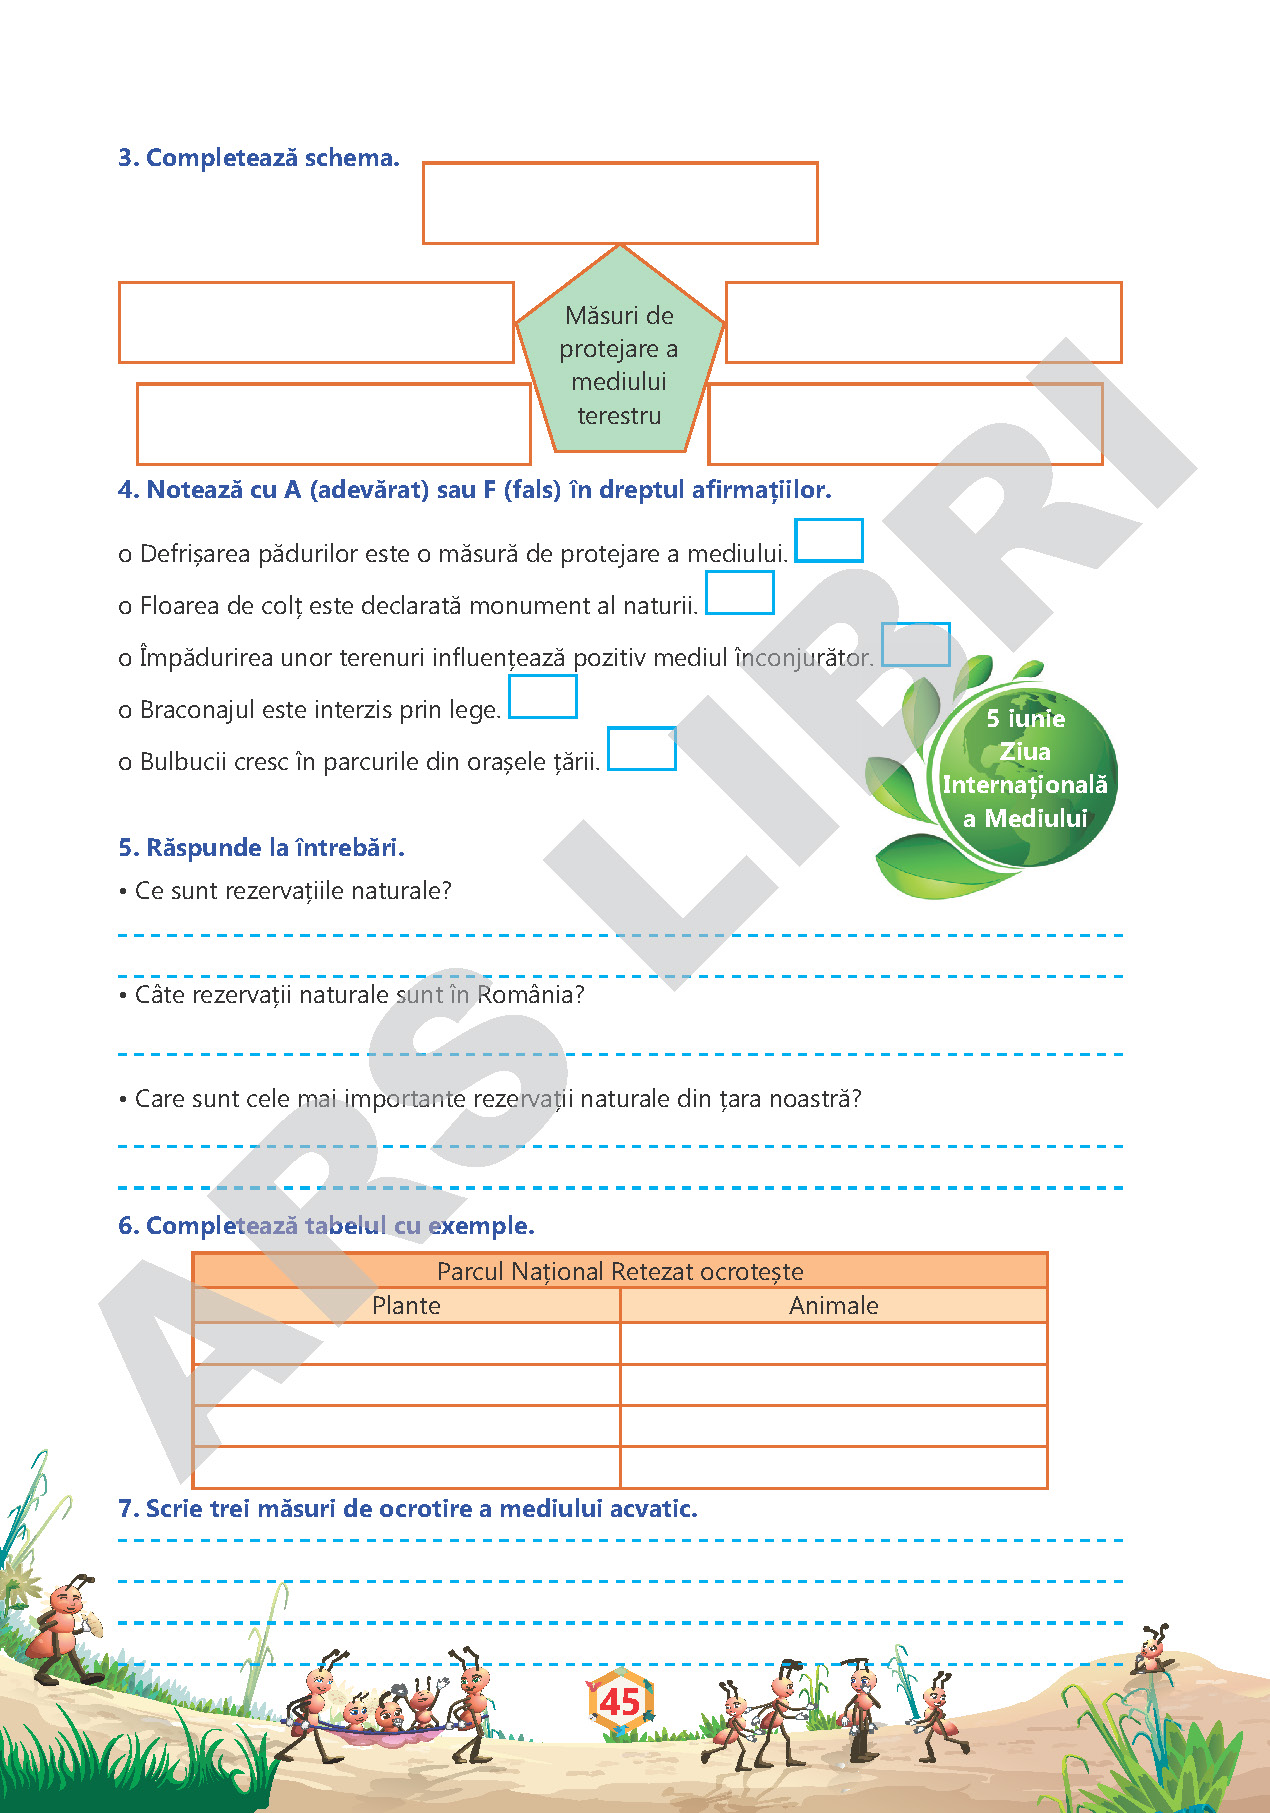 3. Completează schema.
Măsuri de
protejare a
mediului
terestru
4. Notează cu A (adevărat) sau F (fals) în dreptul afirmațiilor.
o Defrișarea pădurilor este o măsură de protejare a mediului.
o Floarea de colț este declarată monument al naturii.
o Împădurirea unor terenuri influențează pozitiv mediul înconjurător.
o Braconajul este interzis prin lege.
o Bulbucii cresc în parcurile din orașele țării.
5 iunie
Ziua
Internațională
a Mediului
5. Răspunde la întrebări.
• Ce sunt rezervațiile naturale?
• Câte rezervații naturale sunt în România?
• Care sunt cele mai importante rezervații naturale din țara noastră?
6. Completează tabelul cu exemple.
Parcul Național Retezat ocrotește
Plante Animale
7. Scrie trei măsuri de ocrotire a mediului acvatic.
45
ARS LIBRI